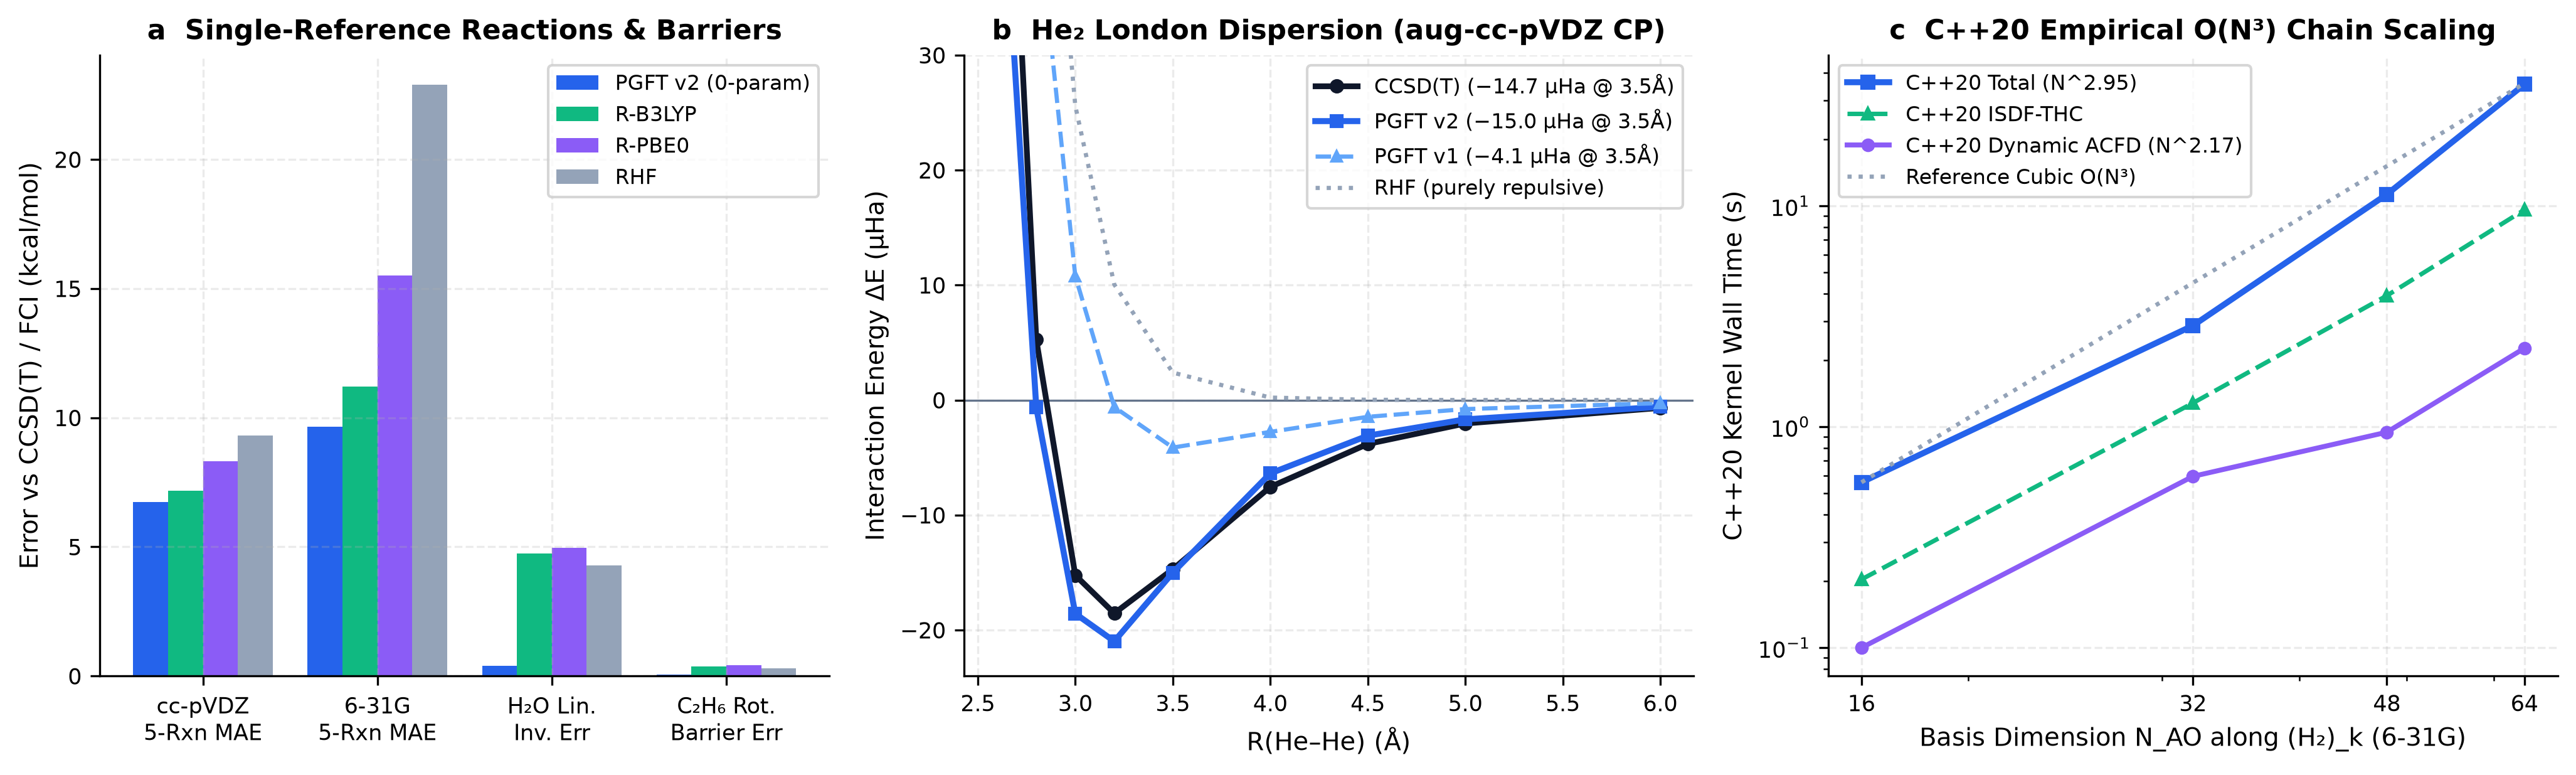 a  Single-Reference Reactions & Barriers
Error vs CCSD(T) / FCI (kcal/mol)
20
15
10
5
0
PGFT v2 (0-param)
R-B3LYP
R-PBE0
RHF
cc-pVDZ
5-Rxn MAE
6-31G
5-Rxn MAE
H₂O Lin.
Inv. Err
C₂H₆ Rot.
Barrier Err
b  He₂ London Dispersion (aug-cc-pVDZ CP)
Interaction Energy ΔE (μHa)
30
20
10
0
−10
−20
CCSD(T) (−14.7 μHa @ 3.5Å)
PGFT v2 (−15.0 μHa @ 3.5Å)
PGFT v1 (−4.1 μHa @ 3.5Å)
RHF (purely repulsive)
2.5 3.0 3.5 4.0 4.5 5.0 5.5 6.0
R(He–He) (Å)
c  C++20 Empirical O(N³) Chain Scaling
C++20 Kernel Wall Time (s)
10¹
10⁰
10⁻¹
C++20 Total (N^2.95)
C++20 ISDF-THC
C++20 Dynamic ACFD (N^2.17)
Reference Cubic O(N³)
16 32 48 64
Basis Dimension N_AO along (H₂)_k (6-31G)